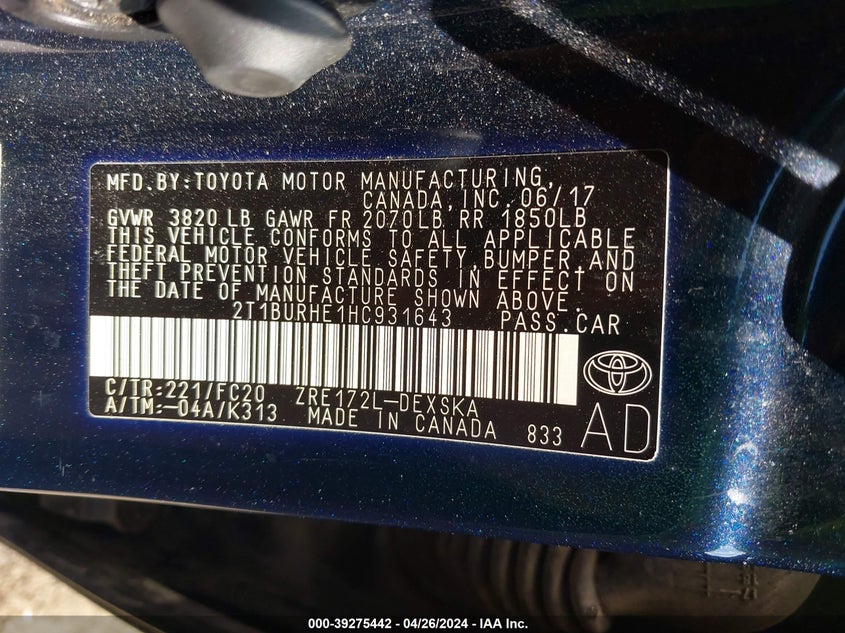 MFD.BY:TOYOTA MOTOR MANUFACTURING,
CANADA,INC. 06/17
GVWR 3820 LB GAWR FR 2070LB RR 1850LB
THIS VEHICLE CONFORMS TO ALL APPLICABLE
FEDERAL MOTOR VEHICLE SAFETY,BUMPER,AND
THEFT PREVENTION STANDARDS IN EFFECT ON
THE DATE OF MANUFACTURE SHOWN ABOVE.
2T1BURHE1HC931643 PASS.CAR
C/TR:221/FC20 ZRE172L-DEXSKA
A/TM:-04A/K313 MADE IN CANADA 833
AD
000-39275442 - 04/26/2024 - IAA Inc.